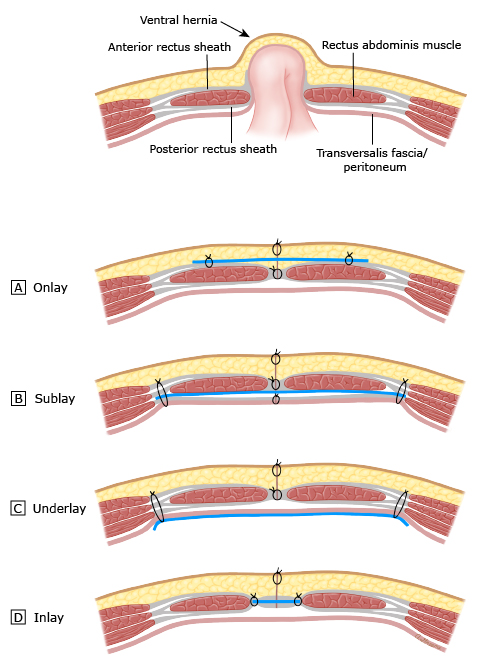 Ventral hernia
Anterior rectus sheath
Rectus abdominis muscle
Posterior rectus sheath
Transversalis fascia/
peritoneum
A Onlay
B Sublay
C Underlay
D Inlay